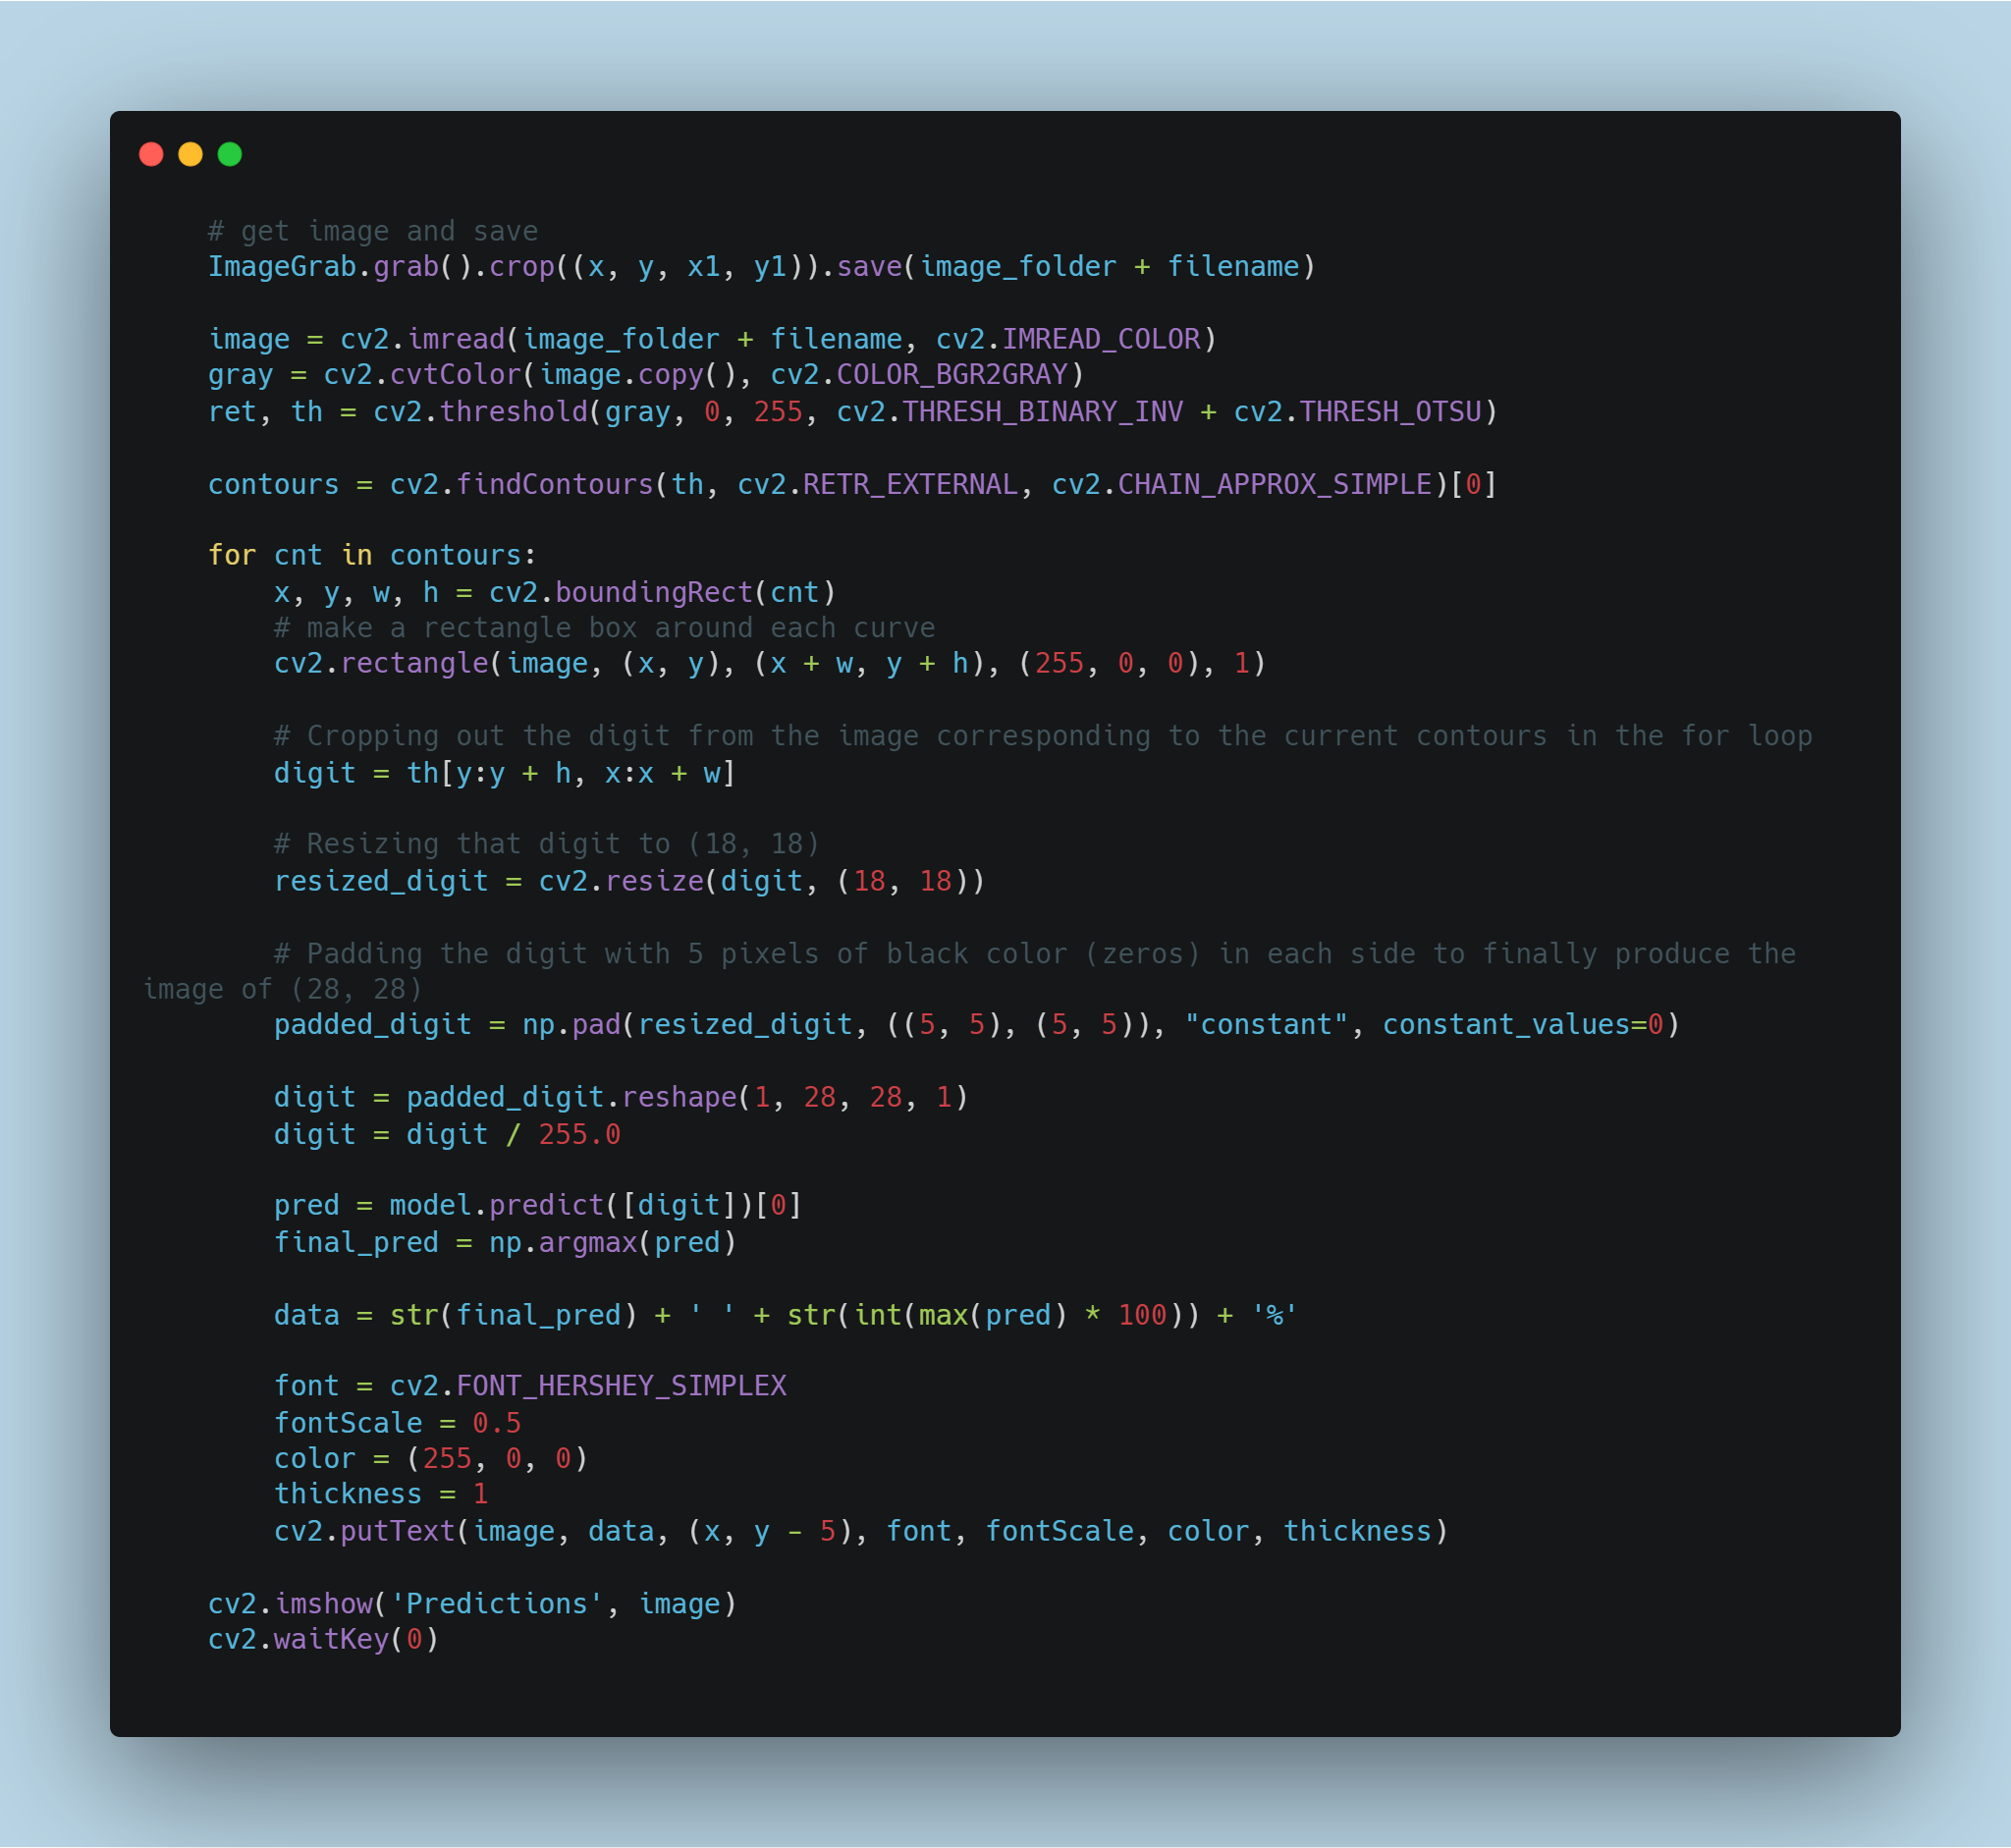 # get image and save
ImageGrab.grab().crop((x, y, x1, y1)).save(image_folder + filename)
image = cv2.imread(image_folder + filename, cv2.IMREAD_COLOR)
gray = cv2.cvtColor(image.copy(), cv2.COLOR_BGR2GRAY)
ret, th = cv2.threshold(gray, 0, 255, cv2.THRESH_BINARY_INV + cv2.THRESH_OTSU)
contours = cv2.findContours(th, cv2.RETR_EXTERNAL, cv2.CHAIN_APPROX_SIMPLE)[0]
for cnt in contours:
x, y, w, h = cv2.boundingRect(cnt)
# make a rectangle box around each curve
cv2.rectangle(image, (x, y), (x + w, y + h), (255, 0, 0), 1)
# Cropping out the digit from the image corresponding to the current contours in the for loop
digit = th[y:y + h, x:x + w]
# Resizing that digit to (18, 18)
resized_digit = cv2.resize(digit, (18, 18))
# Padding the digit with 5 pixels of black color (zeros) in each side to finally produce the
image of (28, 28)
padded_digit = np.pad(resized_digit, ((5, 5), (5, 5)), "constant", constant_values=0)
digit = padded_digit.reshape(1, 28, 28, 1)
digit = digit / 255.0
pred = model.predict([digit])[0]
final_pred = np.argmax(pred)
data = str(final_pred) + ' ' + str(int(max(pred) * 100)) + '%'
font = cv2.FONT_HERSHEY_SIMPLEX
fontScale = 0.5
color = (255, 0, 0)
thickness = 1
cv2.putText(image, data, (x, y - 5), font, fontScale, color, thickness)
cv2.imshow('Predictions', image)
cv2.waitKey(0)